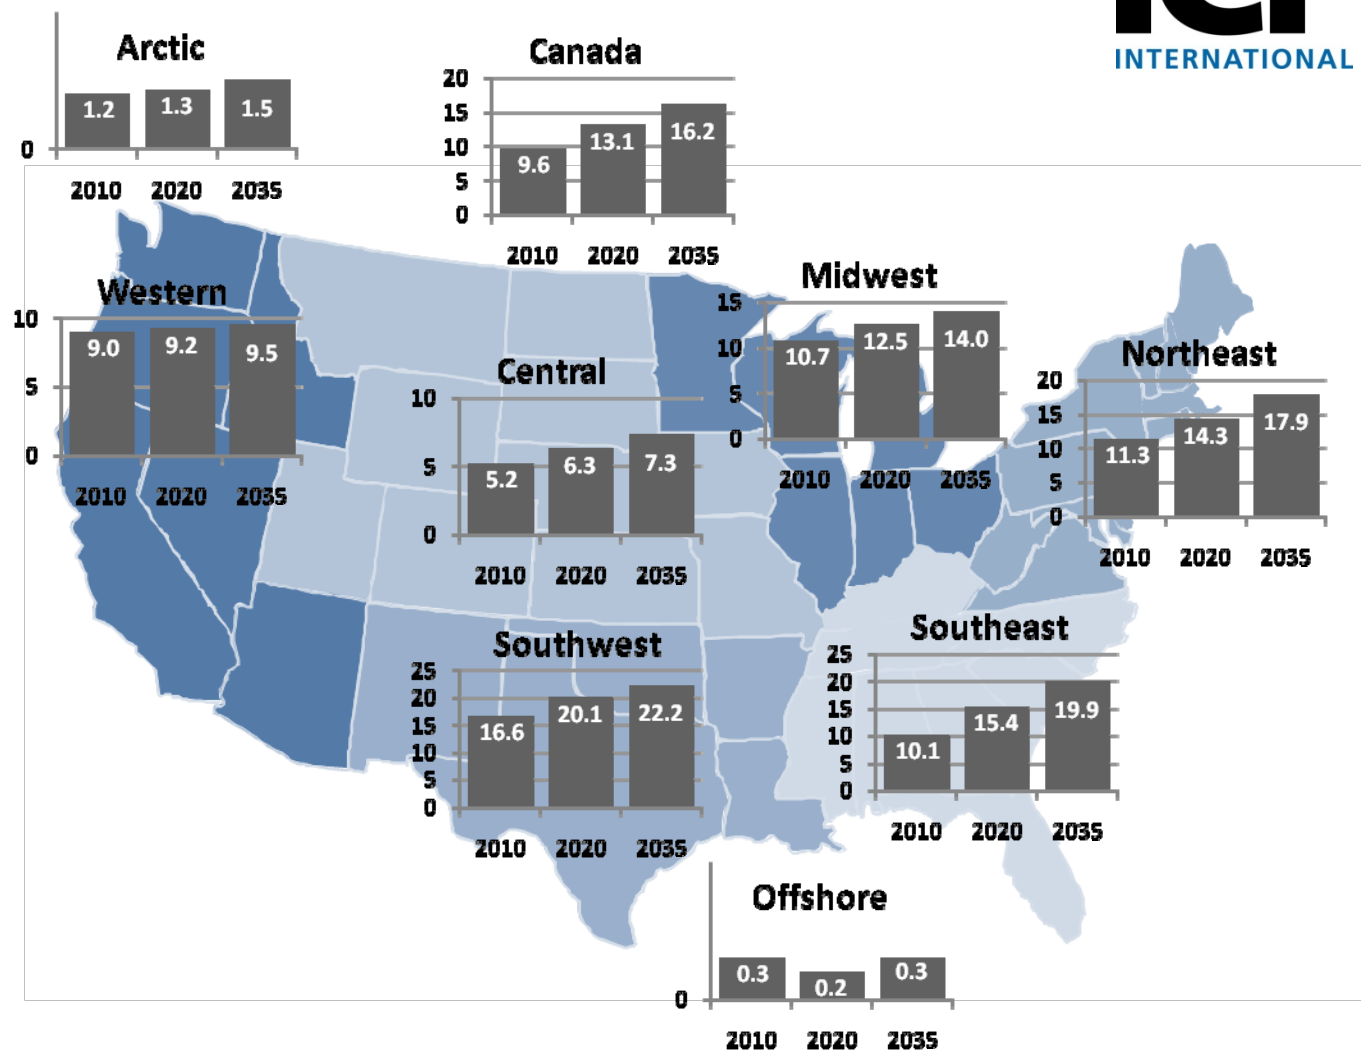 INTERNATIONAL
Arctic
1.2 1.3 1.5
0
2010 2020 2035
Canada
20
15
10
5
0
9.6 13.1 16.2
2010 2020 2035
Western
10
5
0
9.0 9.2 9.5
2010 2020 2035
Central
10
5
0
5.2 6.3 7.3
2010 2020 2035
Midwest
15
10
5
0
10.7 12.5 14.0
2010 2020 2035
Northeast
20
15
10
5
0
11.3 14.3 17.9
2010 2020 2035
Southwest
25
20
15
10
5
0
16.6 20.1 22.2
2010 2020 2035
Southeast
25
20
15
10
5
0
10.1 15.4 19.9
2010 2020 2035
Offshore
0
0.3 0.2 0.3
2010 2020 2035